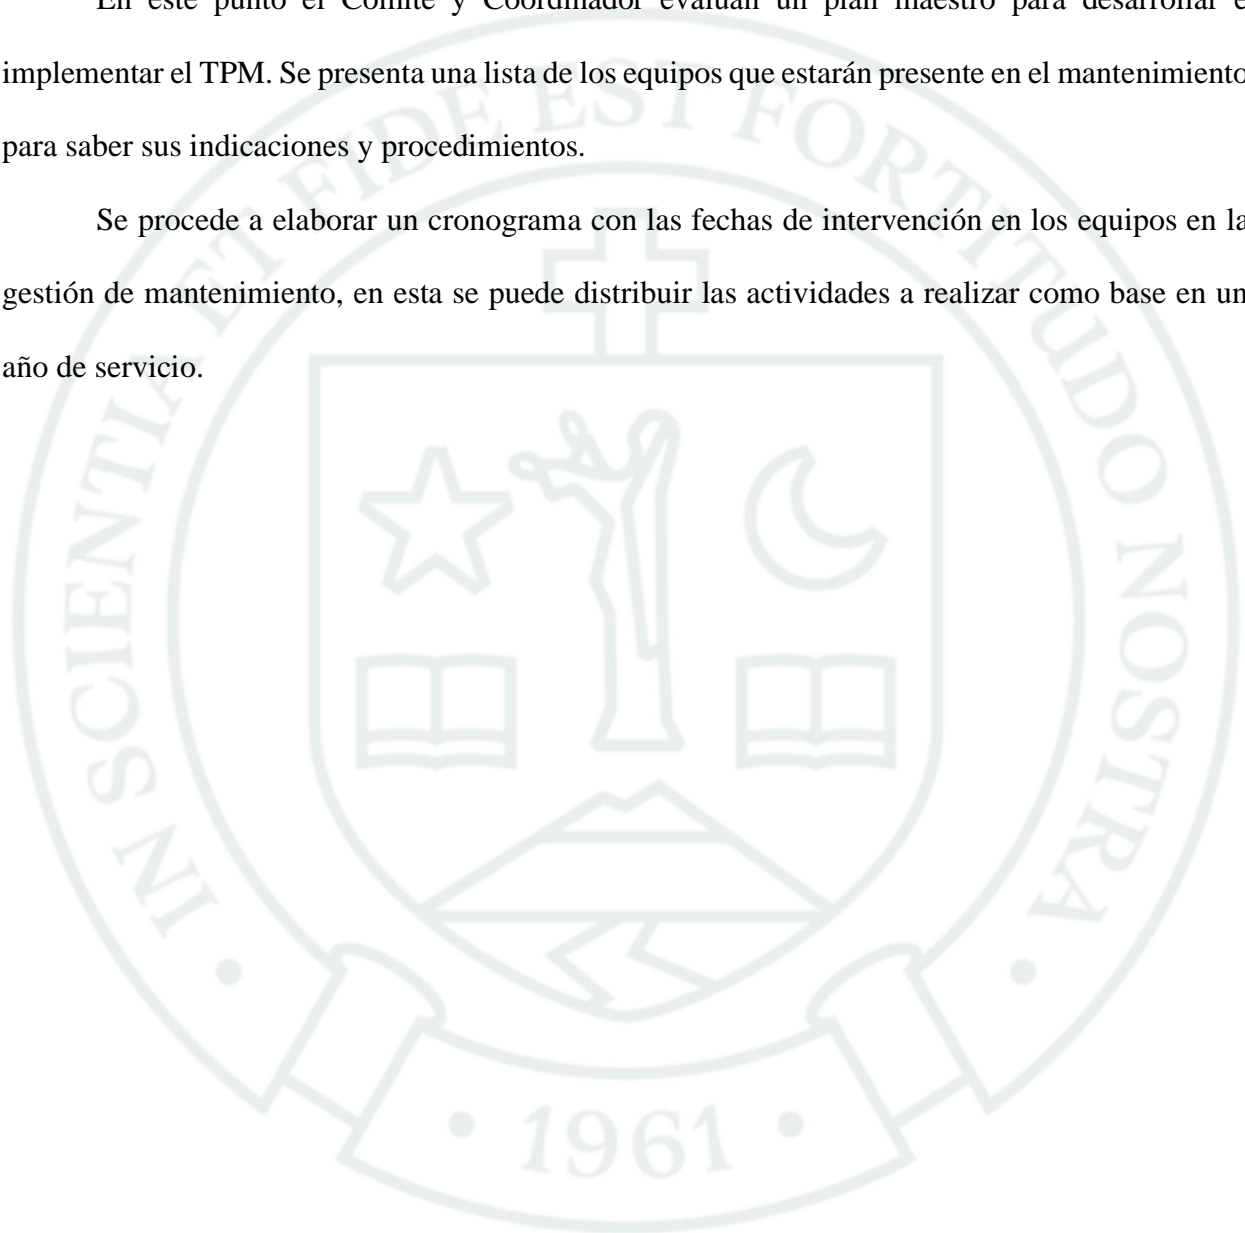 En este punto el Comité y Coordinador evalúan un plan maestro para desarrollar e
implementar el TPM. Se presenta una lista de los equipos que estarán presente en el mantenimiento
para saber sus indicaciones y procedimientos.
Se procede a elaborar un cronograma con las fechas de intervención en los equipos en la
gestión de mantenimiento, en esta se puede distribuir las actividades a realizar como base en un
año de servicio.
IN SCIENTIA ET FIDE EST FORTITUDO NOSTRA
• 1961 •